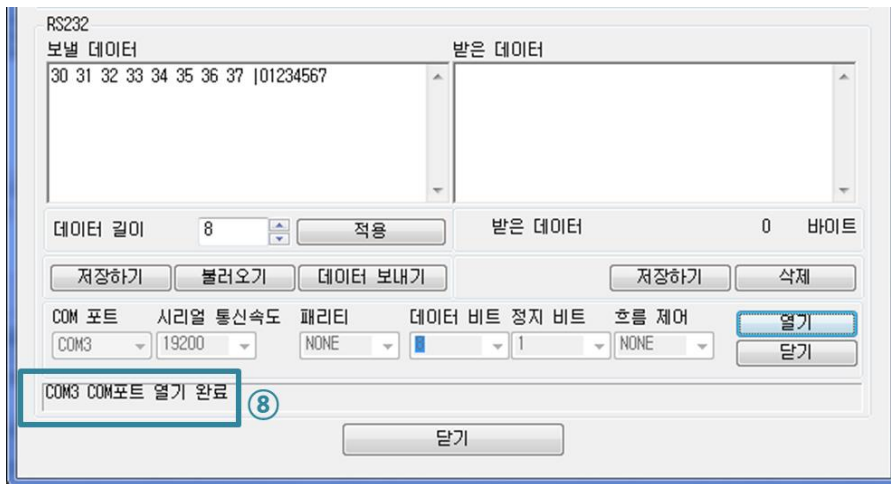 RS232
보낼 데이터 받은 데이터
30 31 32 33 34 35 36 37 |01234567
데이터 길이 8 적용 받은 데이터 0 바이트
저장하기 불러오기 데이터 보내기 저장하기 삭제
COM 포트 시리얼 통신속도 패리티 데이터 비트 정지 비트 흐름 제어 열기
COM3 19200 NONE 1 NONE 닫기
COM3 COM포트 열기 완료 ⑧
닫기